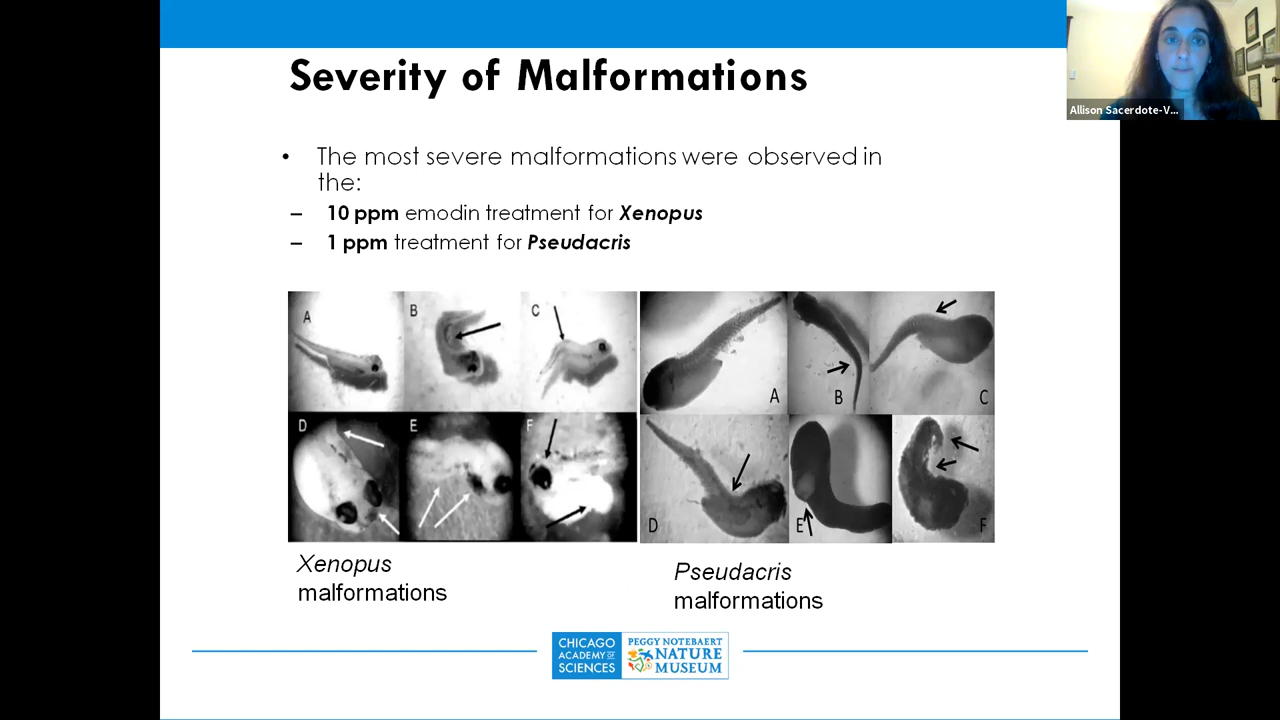 Severity of Malformations
Allison Sacerdote-V...
• The most severe malformations were observed in
the:
– 10 ppm emodin treatment for Xenopus
– 1 ppm treatment for Pseudacris
A
B
C
D
E
F
A
B
C
D
E
F
Xenopus
malformations
Pseudacris
malformations
CHICAGO
ACADEMY OF
SCIENCES
PEGGY NOTEBAERT
NATURE
MUSEUM